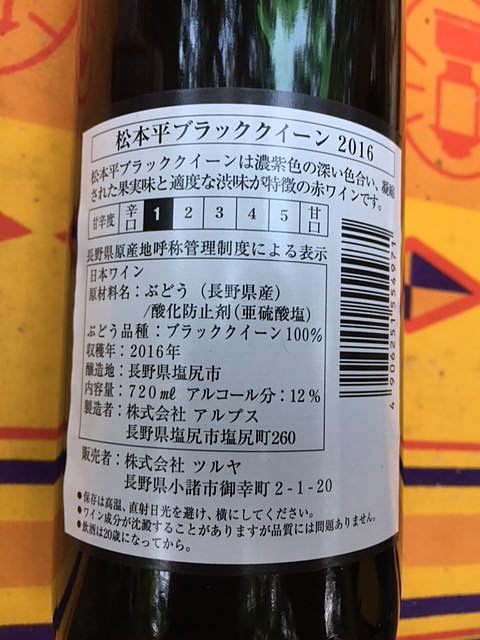 松本平ブラッククイーン 2016
松本平ブラッククイーンは濃紫色の深い色合い、凝縮
された果実味と適度な渋味が特徴の赤ワインです。
甘辛度 辛口 1 2 3 4 5 甘口
長野県原産地呼称管理制度による表示
日本ワイン
原材料名：ぶどう（長野県産）
/酸化防止剤（亜硫酸塩）
ぶどう品種：ブラッククイーン100%
収穫年：2016年
醸造地：長野県塩尻市
内容量：720ml アルコール分：12%
製造者：株式会社 アルプス
長野県塩尻市塩尻町260
販売者：株式会社 ツルヤ
長野県小諸市御幸町2-1-20
●保存は高温、直射日光を避け、横にしてください。
●ワイン成分が沈澱することがありますが品質には問題ありません。
●飲酒は20歳になってから。
4906251554971